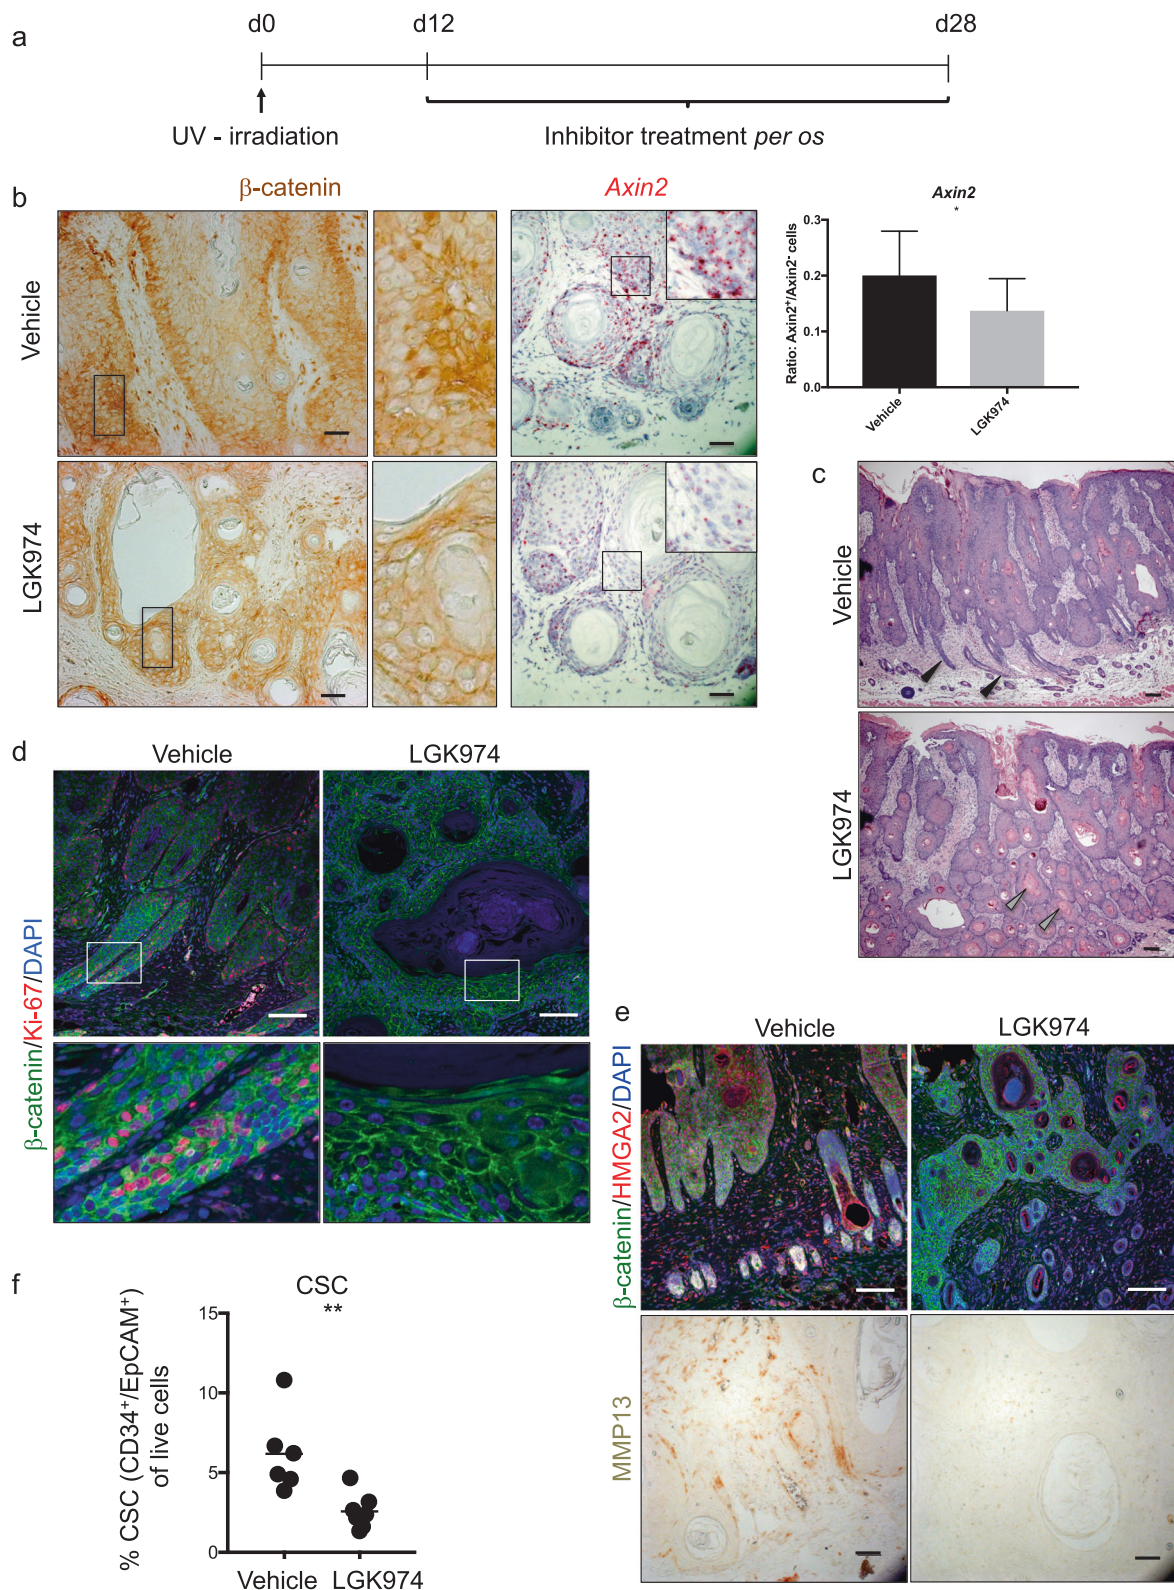 a
d0
d12
d28
UV - irradiation
Inhibitor treatment per os
b
β-catenin
Axin2
Vehicle
LGK974
Axin2
*
Ratio: Axin2⁺/Axin2⁻ cells
0.3
0.2
0.1
0.0
Vehicle
LGK974
c
Vehicle
LGK974
d
Vehicle
LGK974
β-catenin/Ki-67/DAPI
e
Vehicle
LGK974
β-catenin/HMGA2/DAPI
MMP13
f
CSC
**
% CSC (CD34⁺/EpCAM⁺)
of live cells
15
10
5
0
Vehicle
LGK974